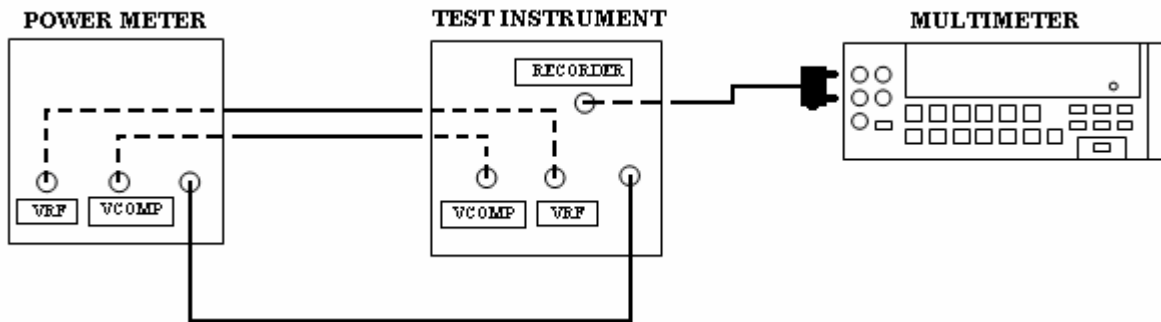 POWER METER
TEST INSTRUMENT
MULTIMETER
RECORDER
VRF
VCOMP
VCOMP
VRF